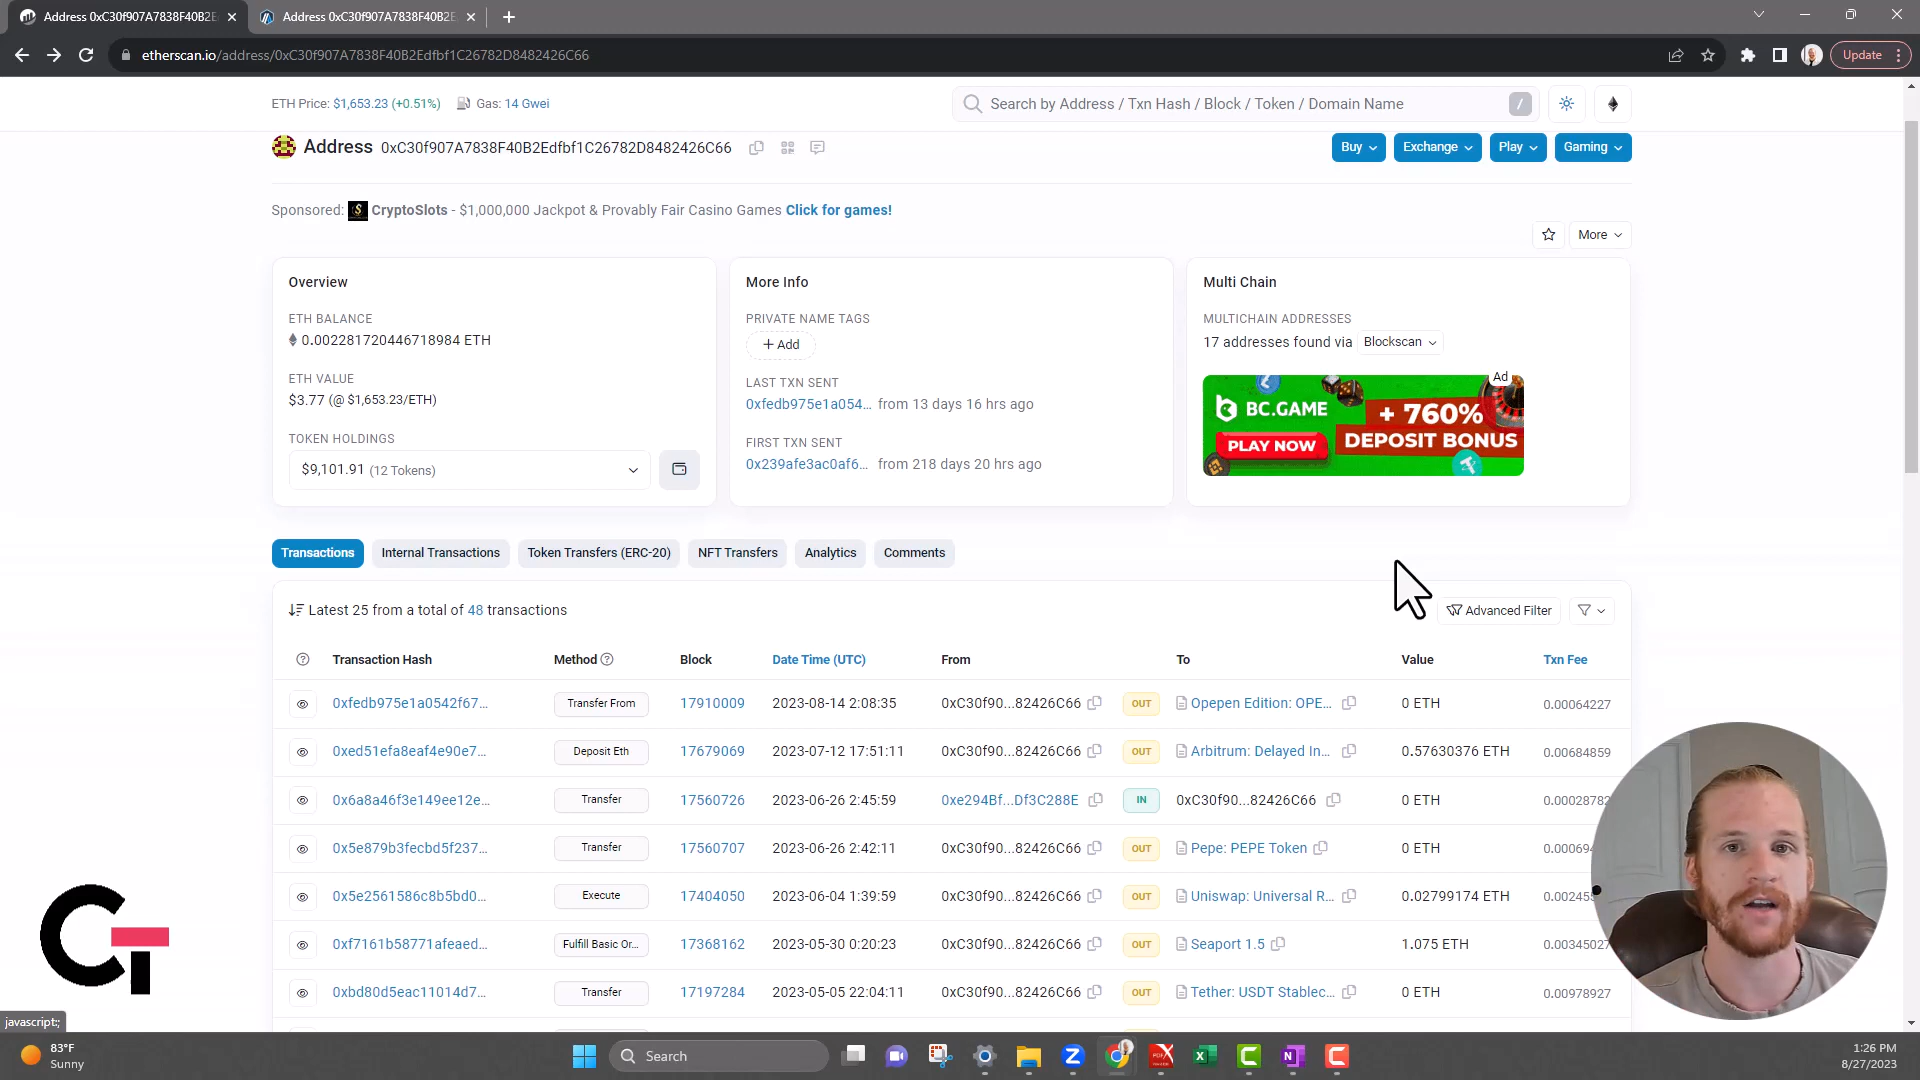 Address 0xC30f907A7838F40B2E
Address 0xC30f907A7838F40B2E
etherscan.io/address/0xC30f907A7838F40B2Edfbf1C26782D8482426C66
Update
ETH Price: $1,653.23 (+0.51%) Gas: 14 Gwei
Search by Address / Txn Hash / Block / Token / Domain Name /
Address 0xC30f907A7838F40B2Edfbf1C26782D8482426C66
Buy Exchange Play Gaming
Sponsored: CryptoSlots - $1,000,000 Jackpot & Provably Fair Casino Games Click for games!
More
Overview
ETH BALANCE
0.002281720446718984 ETH
ETH VALUE
$3.77 (@ $1,653.23/ETH)
TOKEN HOLDINGS
$9,101.91 (12 Tokens)
More Info
PRIVATE NAME TAGS
+ Add
LAST TXN SENT
0xfedb975e1a054... from 13 days 16 hrs ago
FIRST TXN SENT
0x239afe3ac0af6... from 218 days 20 hrs ago
Multi Chain
MULTICHAIN ADDRESSES
17 addresses found via Blockscan
Ad
BC.GAME
PLAY NOW
+ 760%
DEPOSIT BONUS
Transactions Internal Transactions Token Transfers (ERC-20) NFT Transfers Analytics Comments
Latest 25 from a total of 48 transactions
Advanced Filter
Transaction Hash Method Block Date Time (UTC) From To Value Txn Fee
0xfedb975e1a0542f67... Transfer From 17910009 2023-08-14 2:08:35 0xC30f90...82426C66 OUT Opepen Edition: OPE... 0 ETH 0.00064227
0xed51efa8eaf4e90e7... Deposit Eth 17679069 2023-07-12 17:51:11 0xC30f90...82426C66 OUT Arbitrum: Delayed In... 0.57630376 ETH 0.00684859
0x6a8a46f3e149ee12e... Transfer 17560726 2023-06-26 2:45:59 0xe294Bf...Df3C288E IN 0xC30f90...82426C66 0 ETH 0.00028782
0x5e879b3fecbd5f237... Transfer 17560707 2023-06-26 2:42:11 0xC30f90...82426C66 OUT Pepe: PEPE Token 0 ETH 0.00069
0x5e2561586c8b5bd0... Execute 17404050 2023-06-04 1:39:59 0xC30f90...82426C66 OUT Uniswap: Universal R... 0.02799174 ETH 0.00245
0xf7161b58771afeaed... Fulfill Basic Or... 17368162 2023-05-30 0:20:23 0xC30f90...82426C66 OUT Seaport 1.5 1.075 ETH 0.00345027
0xbd80d5eac11014d7... Transfer 17197284 2023-05-05 22:04:11 0xC30f90...82426C66 OUT Tether: USDT Stablec... 0 ETH 0.00978927
CT
javascript:;
83°F
Sunny
Search
1:26 PM
8/27/2023